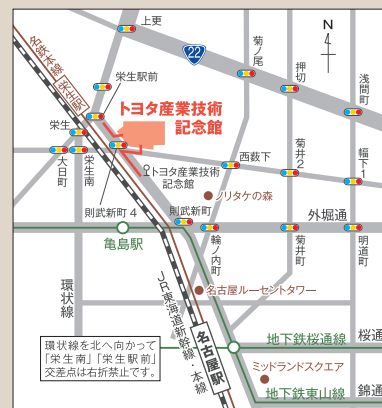 上更
N
22
名鉄本線
栄生駅
菊ノ尾
押切
浅間町
栄生駅前
トヨタ産業技術
記念館
栄生
大日町
栄生南
トヨタ産業技術
記念館
西薮下
菊井2
幅下1
ノリタケの森
則武新町4
則武新町
外堀通
亀島駅
輪ノ内町
菊井町
明道町
環状線
JR東海道新幹線・本線
名古屋ルーセントタワー
名古屋駅
地下鉄桜通線
桜通
環状線を北へ向かって
「栄生南」「栄生駅前」
交差点は右折禁止です。
ミッドランドスクエア
地下鉄東山線
錦通